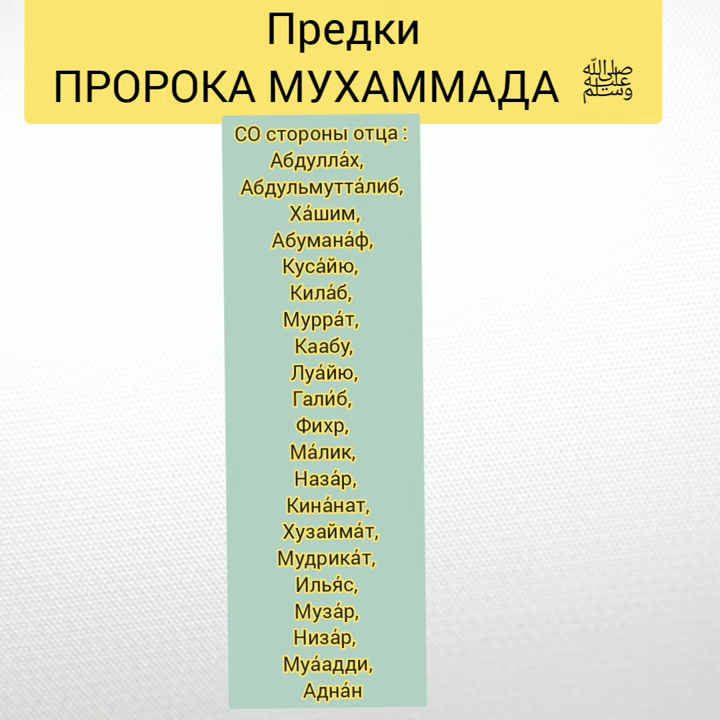 Предки
ПРОРОКА МУХАММАДА ﷺ
СО стороны отца :
Абдулла́х,
Абдульмутта́либ,
Ха́шим,
Абумана́ф,
Куса́йю,
Кила́б,
Мурра́т,
Каабу,
Луа́йю,
Гали́б,
Фихр,
Ма́лик,
Наза́р,
Кина́нат,
Хузайма́т,
Мудрика́т,
Илья́с,
Муза́р,
Низа́р,
Муа́адди,
Адна́н